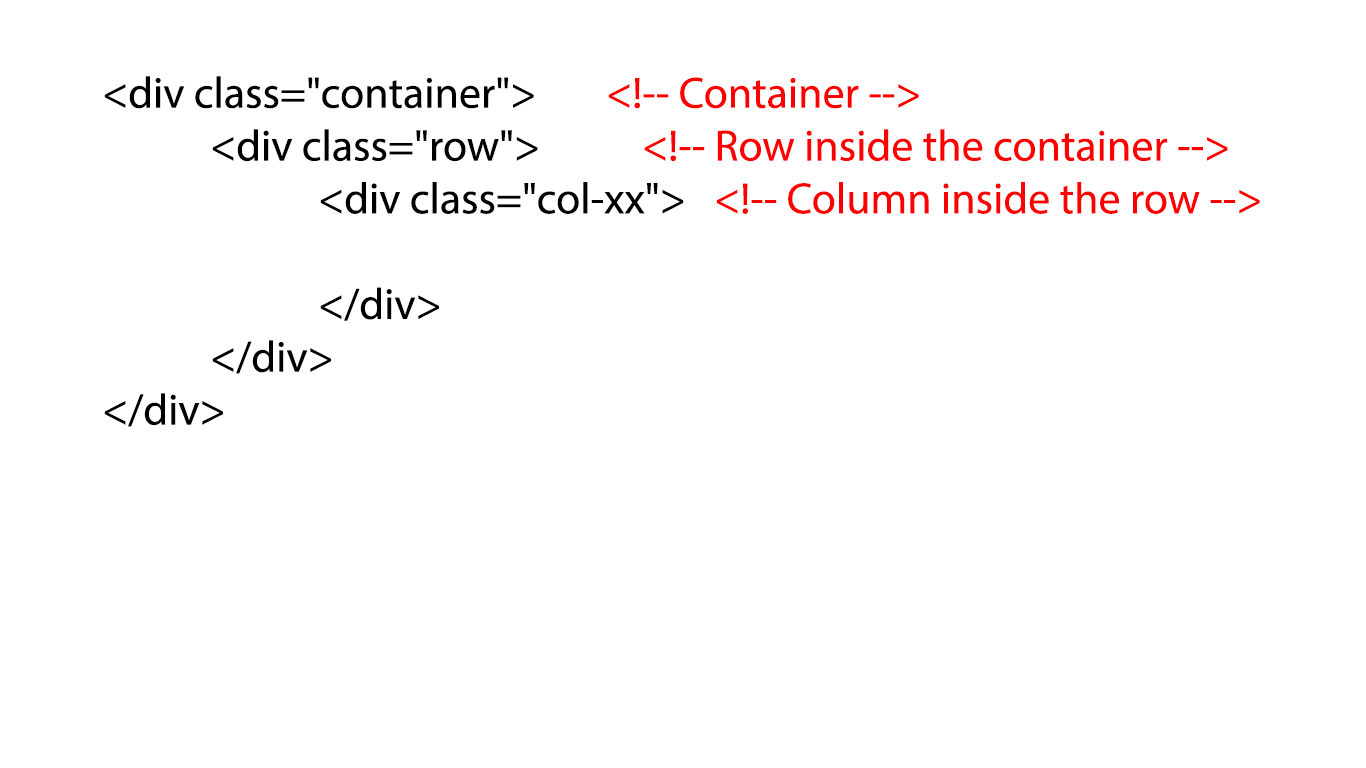 <div class="container"> <!-- Container -->
<div class="row"> <!-- Row inside the container -->
<div class="col-xx"> <!-- Column inside the row -->
</div>
</div>
</div>